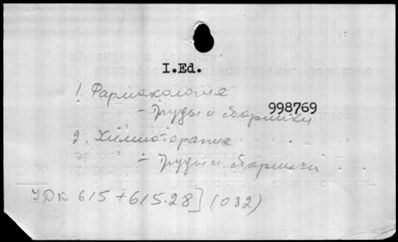 I.Ed.
1. Фармакология
- Труды и сборники 998769
2. Химиотерапия
- Труды и сборники
УДК 615+615.28] (082)